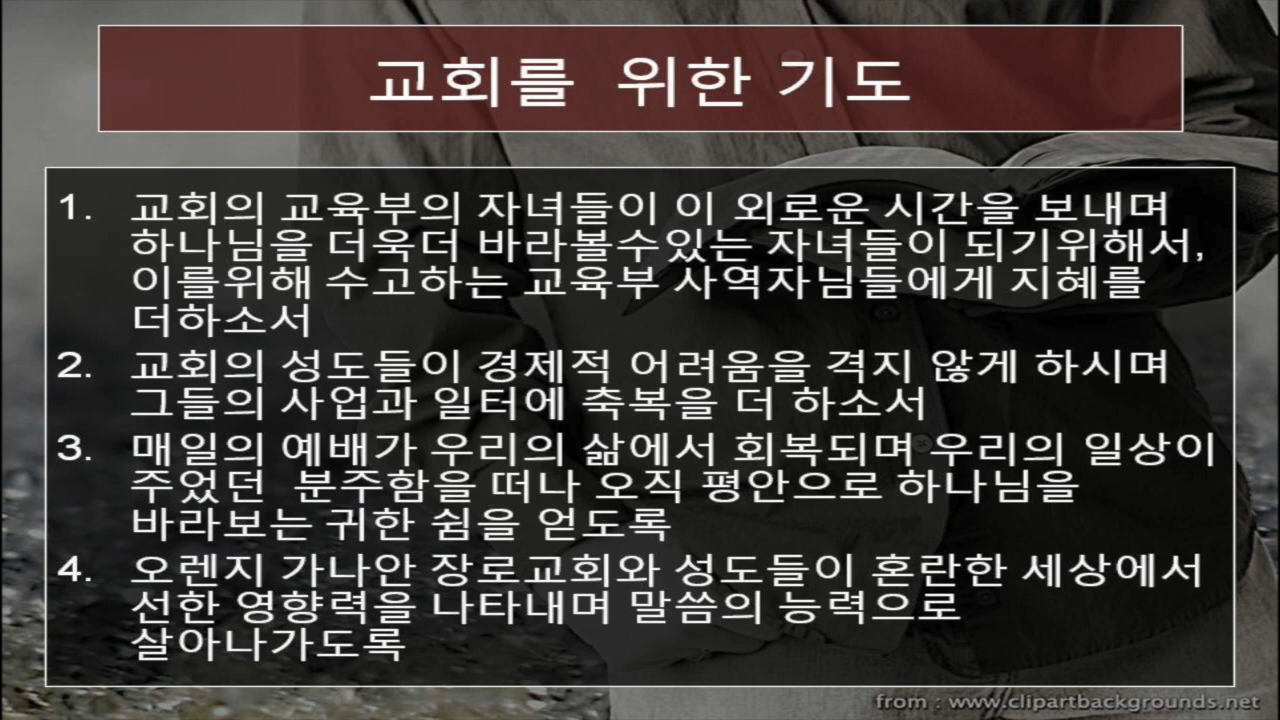 교회를 위한 기도
1. 교회의 교육부의 자녀들이 이 외로운 시간을 보내며
하나님을 더욱더 바라볼수있는 자녀들이 되기위해서,
이를위해 수고하는 교육부 사역자님들에게 지혜를
더하소서
2. 교회의 성도들이 경제적 어려움을 격지 않게 하시며
그들의 사업과 일터에 축복을 더 하소서
3. 매일의 예배가 우리의 삶에서 회복되며 우리의 일상이
주었던 분주함을 떠나 오직 평안으로 하나님을
바라보는 귀한 쉼을 얻도록
4. 오렌지 가나안 장로교회와 성도들이 혼란한 세상에서
선한 영향력을 나타내며 말씀의 능력으로
살아나가도록
from : www.clipartbackgrounds.net